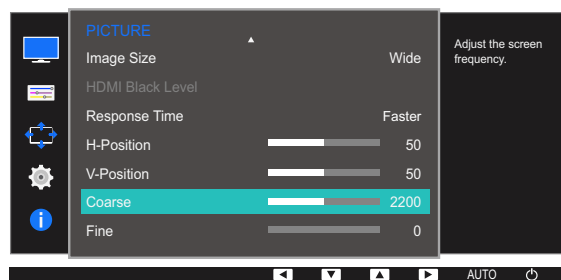 PICTURE
Image Size Wide
HDMI Black Level
Response Time Faster
H-Position 50
V-Position 50
Coarse 2200
Fine 0
Adjust the screen
frequency.
AUTO